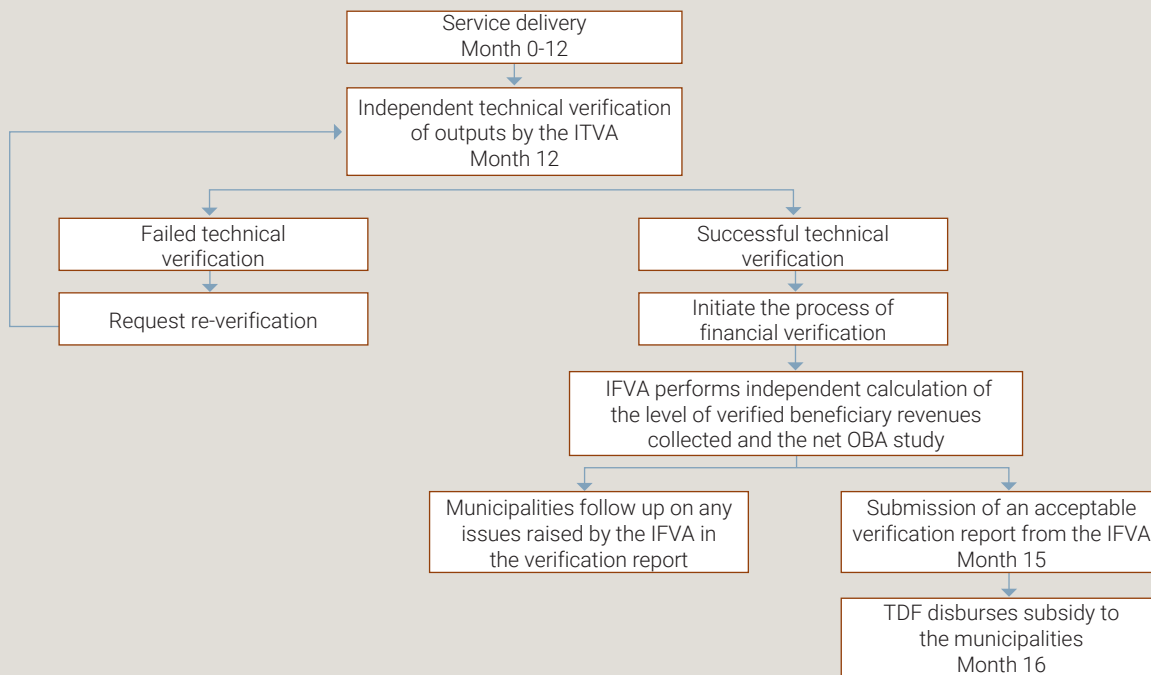 Service delivery
Month 0-12
Independent technical verification
of outputs by the ITVA
Month 12
Failed technical
verification
Request re-verification
Successful technical
verification
Initiate the process of
financial verification
IFVA performs independent calculation of
the level of verified beneficiary revenues
collected and the net OBA study
Municipalities follow up on any
issues raised by the IFVA in
the verification report
Submission of an acceptable
verification report from the IFVA
Month 15
TDF disburses subsidy to
the municipalities
Month 16